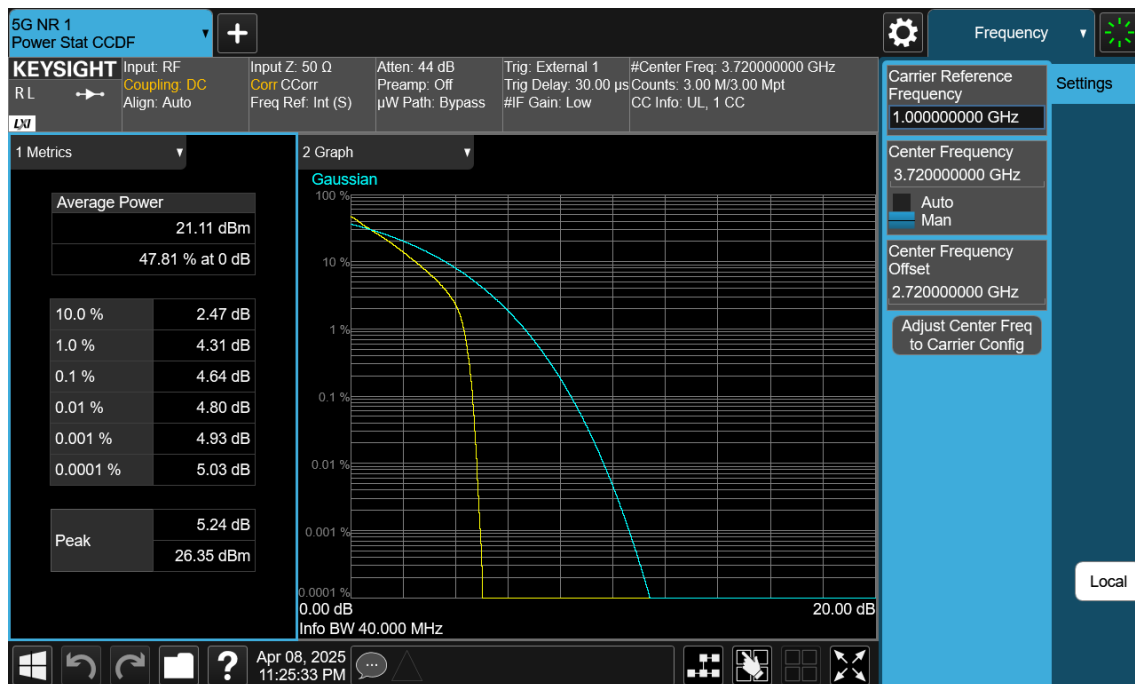 5G NR 1
Power Stat CCDF
+
Frequency
KEYSIGHT
RL
LXI
Input: RF
Coupling: DC
Align: Auto
Input Z: 50 Ω
Corr CCorr
Freq Ref: Int (S)
Atten: 44 dB
Preamp: Off
µW Path: Bypass
Trig: External 1
Trig Delay: 30.00 µs
#IF Gain: Low
#Center Freq: 3.720000000 GHz
Counts: 3.00 M/3.00 Mpt
CC Info: UL, 1 CC
1 Metrics
Average Power
21.11 dBm
47.81 % at 0 dB
10.0 % 2.47 dB
1.0 % 4.31 dB
0.1 % 4.64 dB
0.01 % 4.80 dB
0.001 % 4.93 dB
0.0001 % 5.03 dB
Peak
5.24 dB
26.35 dBm
2 Graph
Gaussian
100 %
10 %
1 %
0.1 %
0.01 %
0.001 %
0.0001 %
0.00 dB 20.00 dB
Info BW 40.000 MHz
Carrier Reference
Frequency
1.000000000 GHz
Center Frequency
3.720000000 GHz
Auto
Man
Center Frequency
Offset
2.720000000 GHz
Adjust Center Freq
to Carrier Config
Settings
Local
?
Apr 08, 2025
11:25:33 PM